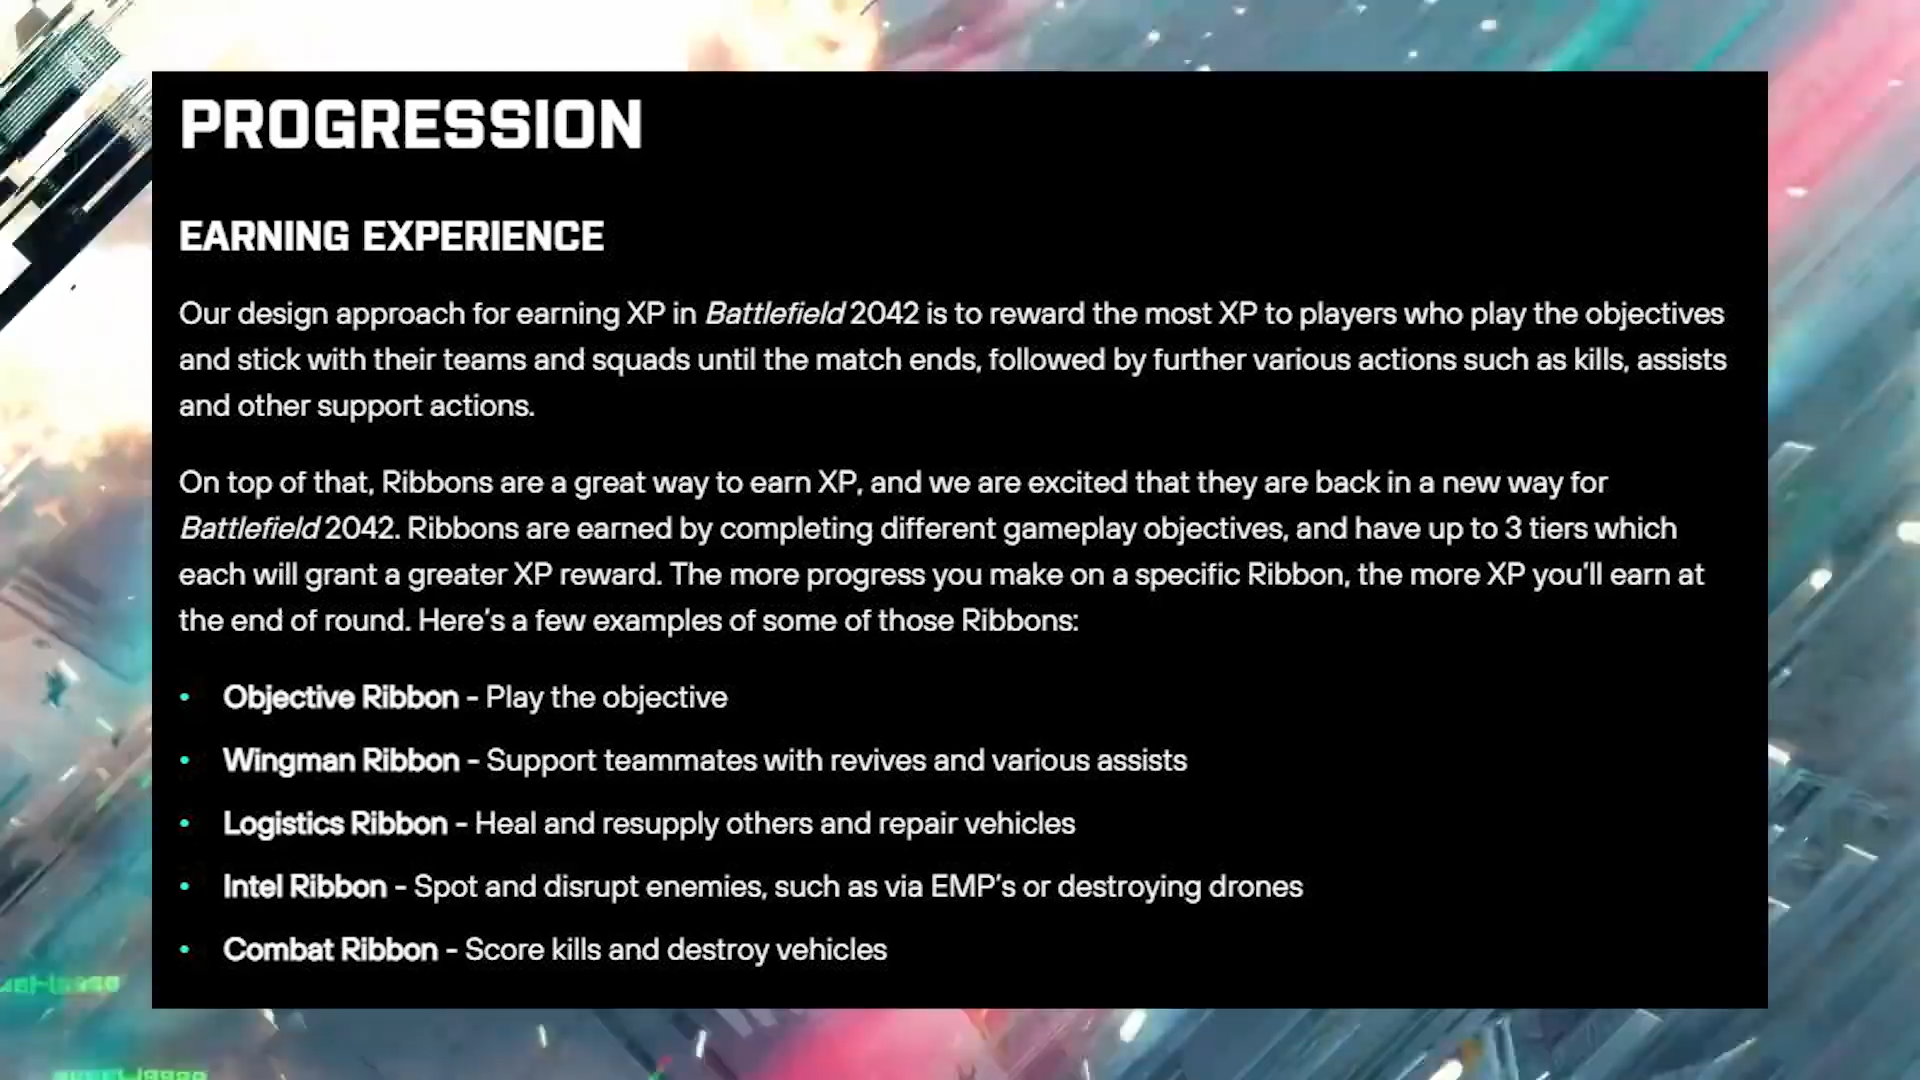 PROGRESSION
EARNING EXPERIENCE
Our design approach for earning XP in Battlefield 2042 is to reward the most XP to players who play the objectives
and stick with their teams and squads until the match ends, followed by further various actions such as kills, assists
and other support actions.
On top of that, Ribbons are a great way to earn XP, and we are excited that they are back in a new way for
Battlefield 2042. Ribbons are earned by completing different gameplay objectives, and have up to 3 tiers which
each will grant a greater XP reward. The more progress you make on a specific Ribbon, the more XP you'll earn at
the end of round. Here's a few examples of some of those Ribbons:
• Objective Ribbon - Play the objective
• Wingman Ribbon - Support teammates with revives and various assists
• Logistics Ribbon - Heal and resupply others and repair vehicles
• Intel Ribbon - Spot and disrupt enemies, such as via EMP's or destroying drones
• Combat Ribbon - Score kills and destroy vehicles